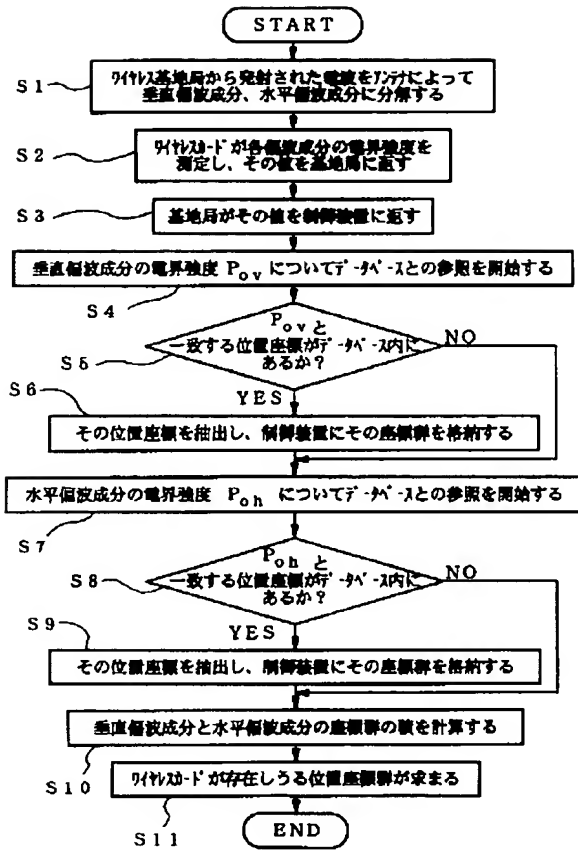 START
S1
ワイヤレス基地局から発射された電波をアンテナによって
垂直偏波成分、水平偏波成分に分解する
S2
ワイヤレスカードが各偏波成分の電界強度を
測定し、その値を基地局に返す
S3
基地局がその値を制御装置に返す
垂直偏波成分の電界強度 Pov についてデータベースとの参照を開始する
S4
Povと
一致する位置座標がデータベース内に
あるか?
S5
NO
YES
S6
その位置座標を抽出し、制御装置にその座標群を格納する
水平偏波成分の電界強度 Poh についてデータベースとの参照を開始する
S7
Pohと
一致する位置座標がデータベース内に
あるか?
S8
NO
YES
S9
その位置座標を抽出し、制御装置にその座標群を格納する
垂直偏波成分と水平偏波成分の座標群の積を計算する
S10
ワイヤレスカードが存在しうる位置座標群が求まる
S11
END